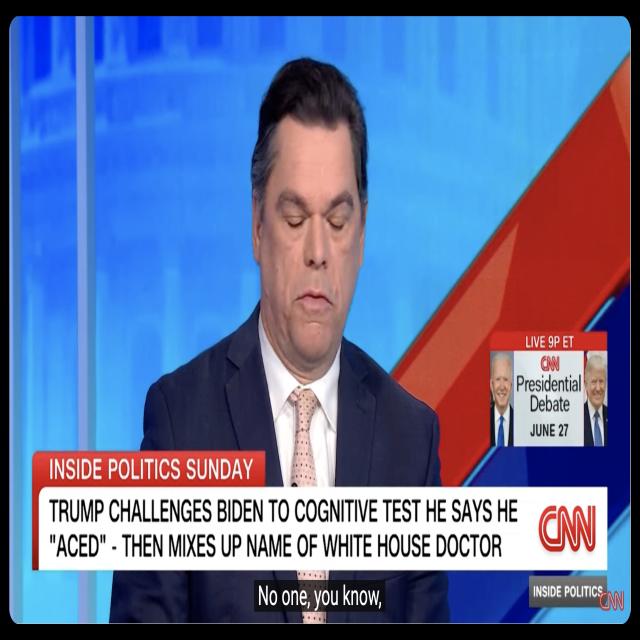 LIVE 9P ET
CNN
Presidential
Debate
JUNE 27
INSIDE POLITICS SUNDAY
TRUMP CHALLENGES BIDEN TO COGNITIVE TEST HE SAYS HE
"ACED" - THEN MIXES UP NAME OF WHITE HOUSE DOCTOR
CNN
No one, you know,
INSIDE POLITICS
CNN